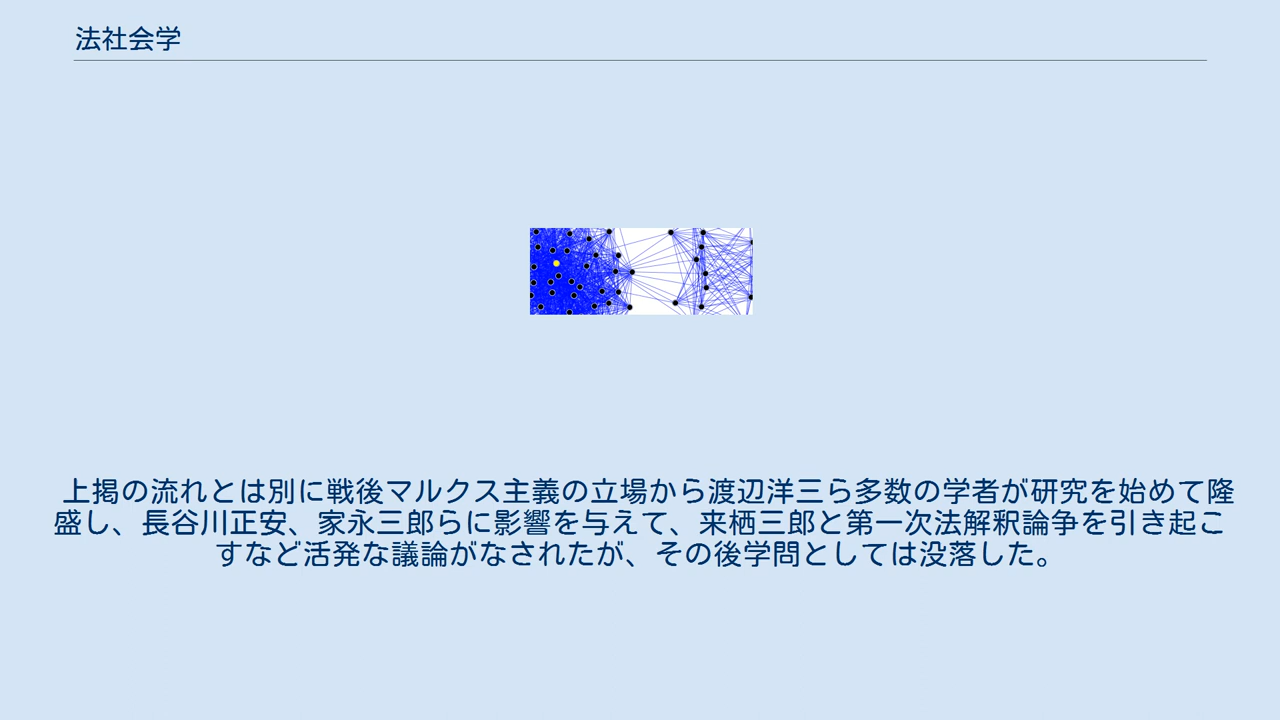 法社会学
上掲の流れとは別に戦後マルクス主義の立場から渡辺洋三ら多数の学者が研究を始めて隆
盛し、長谷川正安、家永三郎らに影響を与えて、来栖三郎と第一次法解釈論争を引き起こ
すなど活発な議論がなされたが、その後学問としては没落した。